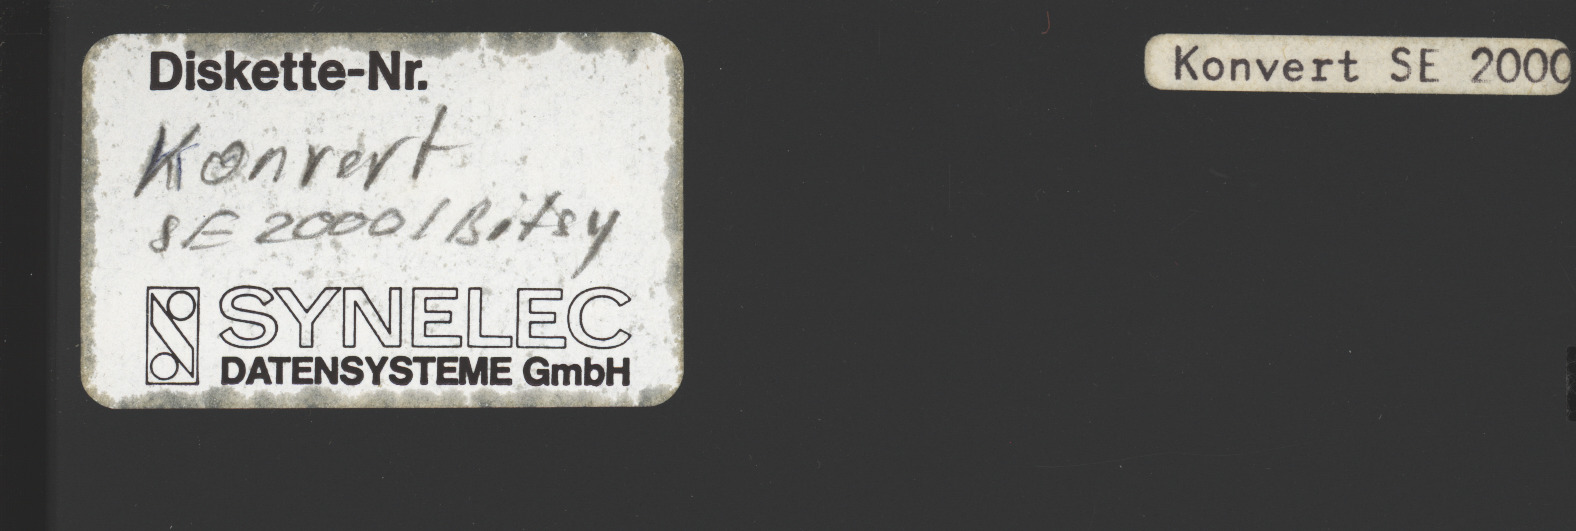 Diskette-Nr.
Konvert
SE 2000/Bitsy
SYNELEC
DATENSYSTEME GmbH
Konvert SE 2000